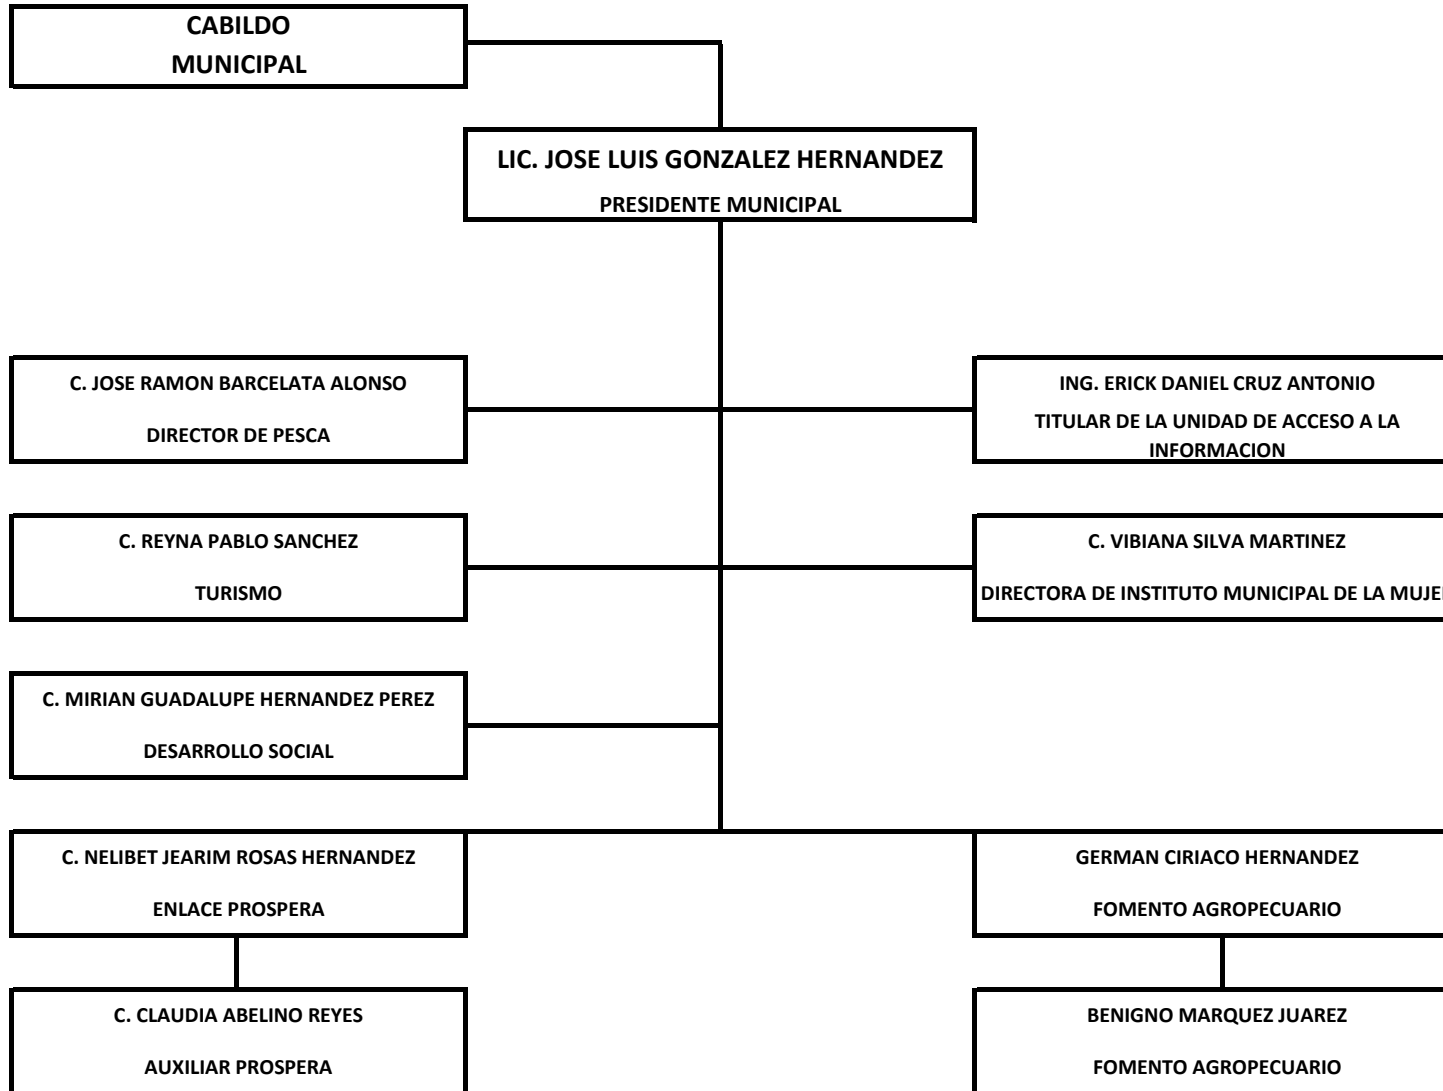 CABILDO
MUNICIPAL
LIC. JOSE LUIS GONZALEZ HERNANDEZ
PRESIDENTE MUNICIPAL
C. JOSE RAMON BARCELATA ALONSO
DIRECTOR DE PESCA
ING. ERICK DANIEL CRUZ ANTONIO
TITULAR DE LA UNIDAD DE ACCESO A LA
INFORMACION
C. REYNA PABLO SANCHEZ
TURISMO
C. VIBIANA SILVA MARTINEZ
DIRECTORA DE INSTITUTO MUNICIPAL DE LA MUJE
C. MIRIAN GUADALUPE HERNANDEZ PEREZ
DESARROLLO SOCIAL
C. NELIBET JEARIM ROSAS HERNANDEZ
ENLACE PROSPERA
GERMAN CIRIACO HERNANDEZ
FOMENTO AGROPECUARIO
C. CLAUDIA ABELINO REYES
AUXILIAR PROSPERA
BENIGNO MARQUEZ JUAREZ
FOMENTO AGROPECUARIO